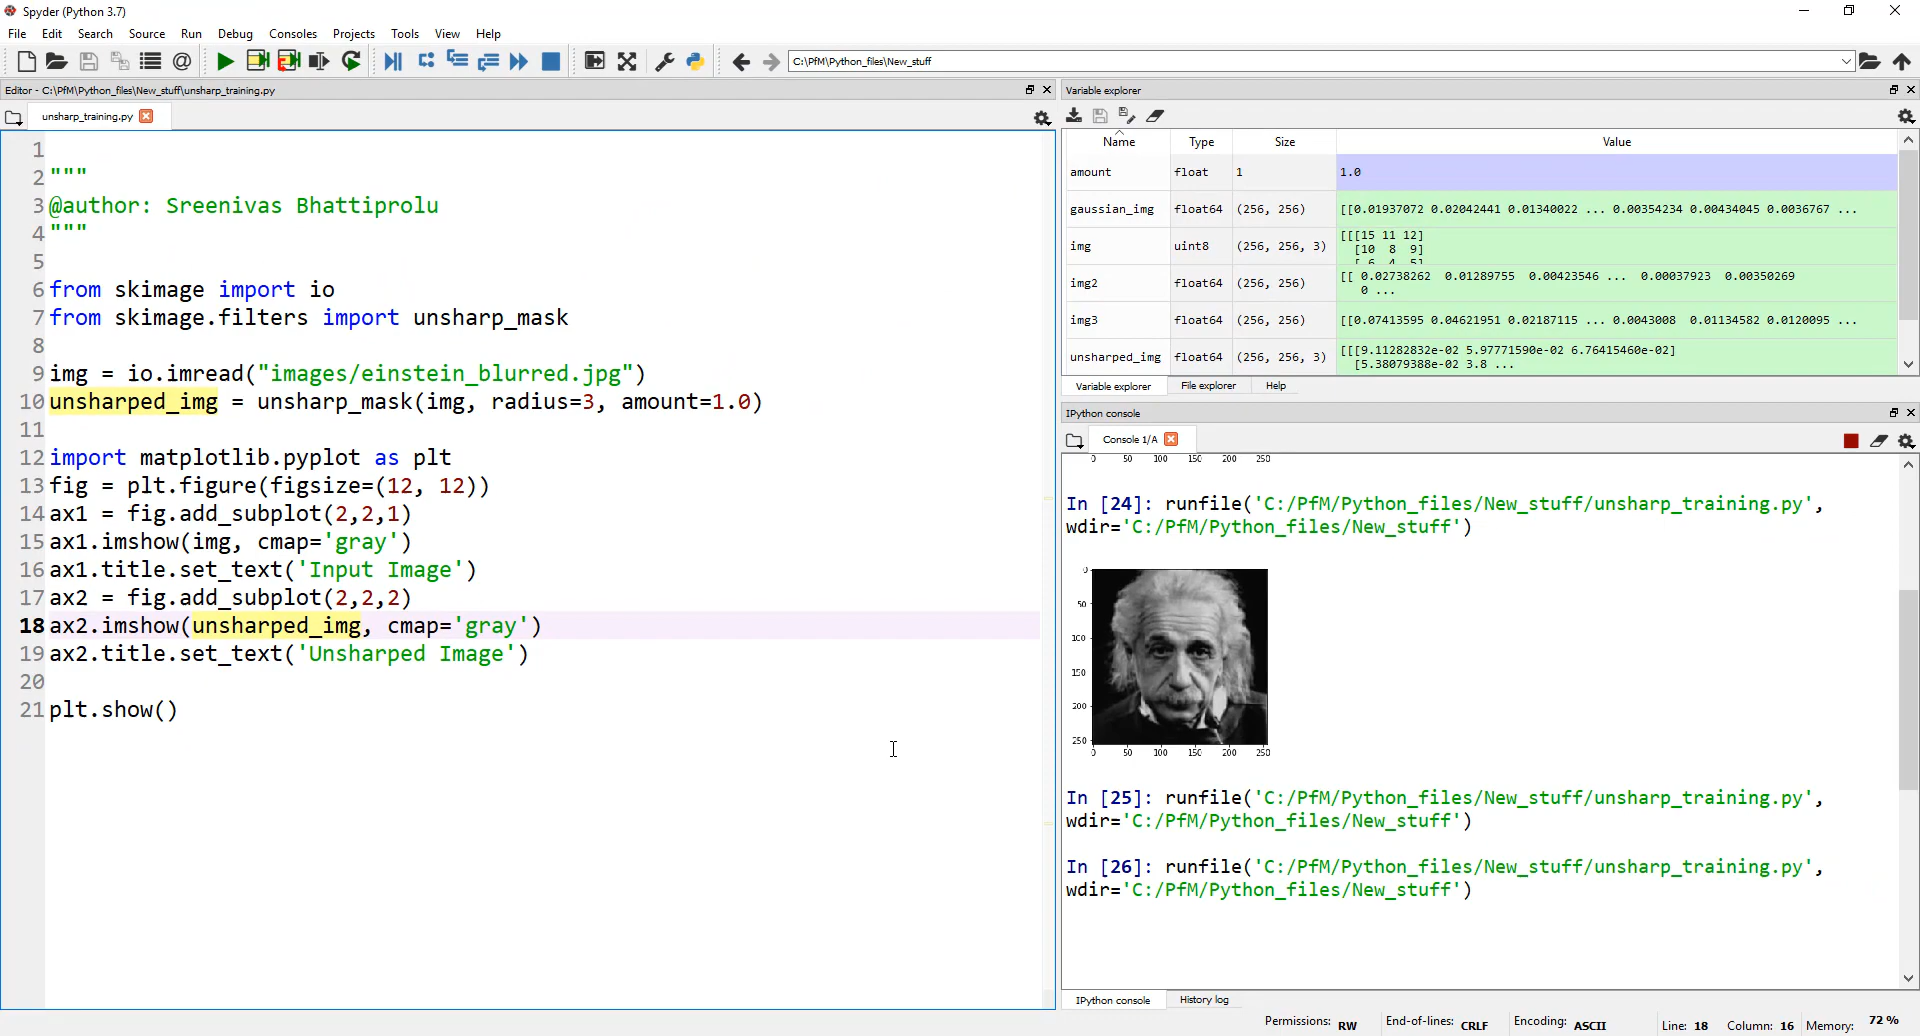 Spyder (Python 3.7)
File Edit Search Source Run Debug Consoles Projects Tools View Help
C:\PfM\Python_files\New_stuff
Editor - C:\PfM\Python_files\New_stuff\unsharp_training.py
unsharp_training.py
1
2 """
3 @author: Sreenivas Bhattiprolu
4 """
5
6 from skimage import io
7 from skimage.filters import unsharp_mask
8
9 img = io.imread("images/einstein_blurred.jpg")
10 unsharped_img = unsharp_mask(img, radius=3, amount=1.0)
11
12 import matplotlib.pyplot as plt
13 fig = plt.figure(figsize=(12, 12))
14 ax1 = fig.add_subplot(2,2,1)
15 ax1.imshow(img, cmap='gray')
16 ax1.title.set_text('Input Image')
17 ax2 = fig.add_subplot(2,2,2)
18 ax2.imshow(unsharped_img, cmap='gray')
19 ax2.title.set_text('Unsharped Image')
20
21 plt.show()
Variable explorer
Name Type Size Value
amount float 1 1.0
gaussian_img float64 (256, 256) [[0.01937072 0.02042441 0.01340022 ... 0.00354234 0.00434045 0.0036767 ...
img uint8 (256, 256, 3) [[[15 11 12]
[10 8 9]
[ 6 4 5]
img2 float64 (256, 256) [[ 0.02738262 0.01289755 0.00423546 ... 0.00037923 0.00350269
0 ...
img3 float64 (256, 256) [[0.07413595 0.04621951 0.02187115 ... 0.0043008 0.01134582 0.0120095 ...
unsharped_img float64 (256, 256, 3) [[[9.11282832e-02 5.97771590e-02 6.76415460e-02]
[5.38079388e-02 3.8 ...
Variable explorer File explorer Help
IPython console
Console 1/A
0 50 100 150 200 250
In [24]: runfile('C:/PfM/Python_files/New_stuff/unsharp_training.py',
wdir='C:/PfM/Python_files/New_stuff')
0
50
100
150
200
250
0 50 100 150 200 250
In [25]: runfile('C:/PfM/Python_files/New_stuff/unsharp_training.py',
wdir='C:/PfM/Python_files/New_stuff')
In [26]: runfile('C:/PfM/Python_files/New_stuff/unsharp_training.py',
wdir='C:/PfM/Python_files/New_stuff')
IPython console History log
Permissions: RW End-of-lines: CRLF Encoding: ASCII Line: 18 Column: 16 Memory: 72 %